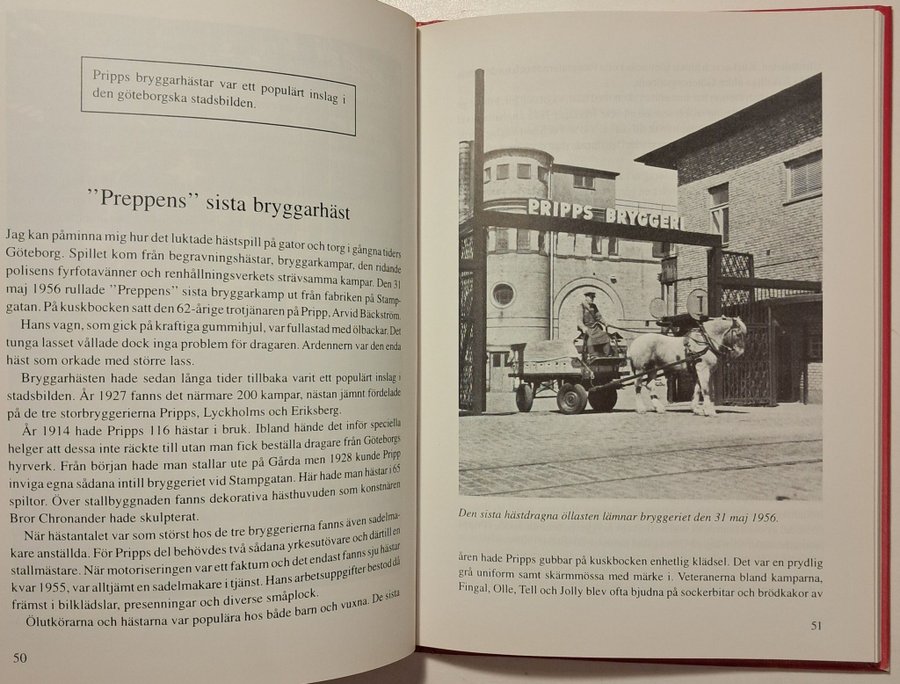 Pripps bryggarhästar var ett populärt inslag i
den göteborgska stadsbilden.
”Preppens” sista bryggarhäst
Jag kan påminna mig hur det luktade hästspill på gator och torg i gångna tiders
Göteborg. Spillet kom från begravningshästar, bryggarkampar, den ridande
polisens fyrfotavänner och renhållningsverkets strävsamma kampar. Den 31
maj 1956 rullade ”Preppens” sista bryggarkamp ut från fabriken på Stamp-
gatan. På kuskbocken satt den 62-årige trotjänaren på Pripp, Arvid Bäckström.
Hans vagn, som gick på kraftiga gummihjul, var fullastad med ölbackar. Det
tunga lasset vållade dock inga problem för dragaren. Ardennern var den enda
häst som orkade med större lass.
Bryggarhästen hade sedan långa tider tillbaka varit ett populärt inslag i
stadsbilden. År 1927 fanns det närmare 200 kampar, nästan jämnt fördelade
på de tre storbryggerierna Pripps, Lyckholms och Eriksberg.
År 1914 hade Pripps 116 hästar i bruk. Ibland hände det inför speciella
helger att dessa inte räckte till utan man fick beställa dragare från Göteborgs
hyrverk. Från början hade man stallar ute på Gårda men 1928 kunde Pripp
inviga egna sådana intill bryggeriet vid Stampgatan. Här hade man hästar i 65
spiltor. Över stallbyggnaden fanns dekorativa hästhuvuden som konstnären
Bror Chronander hade skulpterat.
När hästantalet var som störst hos de tre bryggerierna fanns även sadelma-
kare anställda. För Pripps del behövdes två sådana yrkesutövare och därtill en
stallmästare. När motoriseringen var ett faktum och det endast fanns sju hästar
kvar 1955, var alltjämt en sadelmakare i tjänst. Hans arbetsuppgifter bestod då
främst i bilklädslar, presenningar och diverse småplock.
Ölutkörarna och hästarna var populära hos både barn och vuxna. De sista
50
PRIPPS BRYGGERI
Den sista hästdragna öllasten lämnar bryggeriet den 31 maj 1956.
åren hade Pripps gubbar på kuskbocken enhetlig klädsel. Det var en prydlig
grå uniform samt skärmmössa med märke i. Veteranerna bland kamparna,
Fingal, Olle, Tell och Jolly blev ofta bjudna på sockerbitar och brödkakor av
51